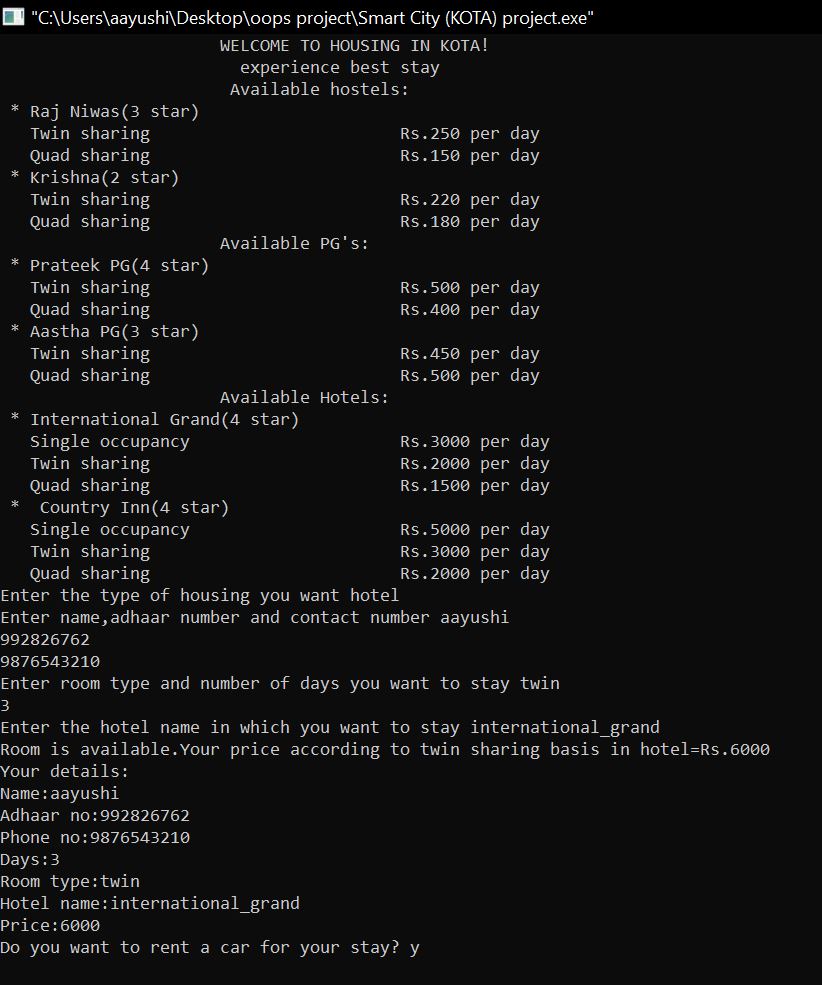 "C:\Users\aayushi\Desktop\oops project\Smart City (KOTA) project.exe"
WELCOME TO HOUSING IN KOTA!
experience best stay
Available hostels:
* Raj Niwas(3 star)
Twin sharing Rs.250 per day
Quad sharing Rs.150 per day
* Krishna(2 star)
Twin sharing Rs.220 per day
Quad sharing Rs.180 per day
Available PG's:
* Prateek PG(4 star)
Twin sharing Rs.500 per day
Quad sharing Rs.400 per day
* Aastha PG(3 star)
Twin sharing Rs.450 per day
Quad sharing Rs.500 per day
Available Hotels:
* International Grand(4 star)
Single occupancy Rs.3000 per day
Twin sharing Rs.2000 per day
Quad sharing Rs.1500 per day
* Country Inn(4 star)
Single occupancy Rs.5000 per day
Twin sharing Rs.3000 per day
Quad sharing Rs.2000 per day
Enter the type of housing you want hotel
Enter name,adhaar number and contact number aayushi
992826762
9876543210
Enter room type and number of days you want to stay twin
3
Enter the hotel name in which you want to stay international_grand
Room is available.Your price according to twin sharing basis in hotel=Rs.6000
Your details:
Name:aayushi
Adhaar no:992826762
Phone no:9876543210
Days:3
Room type:twin
Hotel name:international_grand
Price:6000
Do you want to rent a car for your stay? y